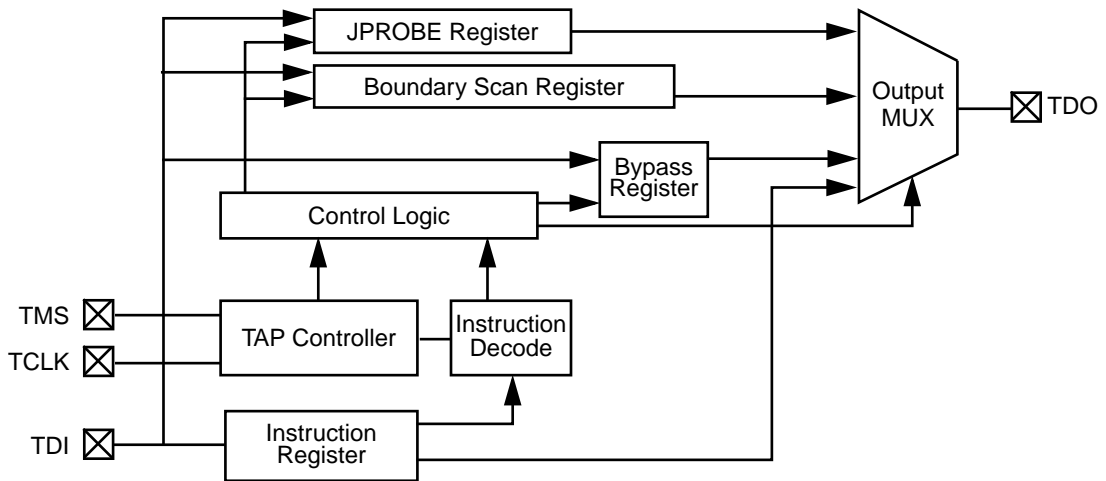 JPROBE Register
Boundary Scan Register
Output
MUX
TDO
Bypass
Register
Control Logic
TMS
TAP Controller
Instruction
Decode
TCLK
TDI
Instruction
Register